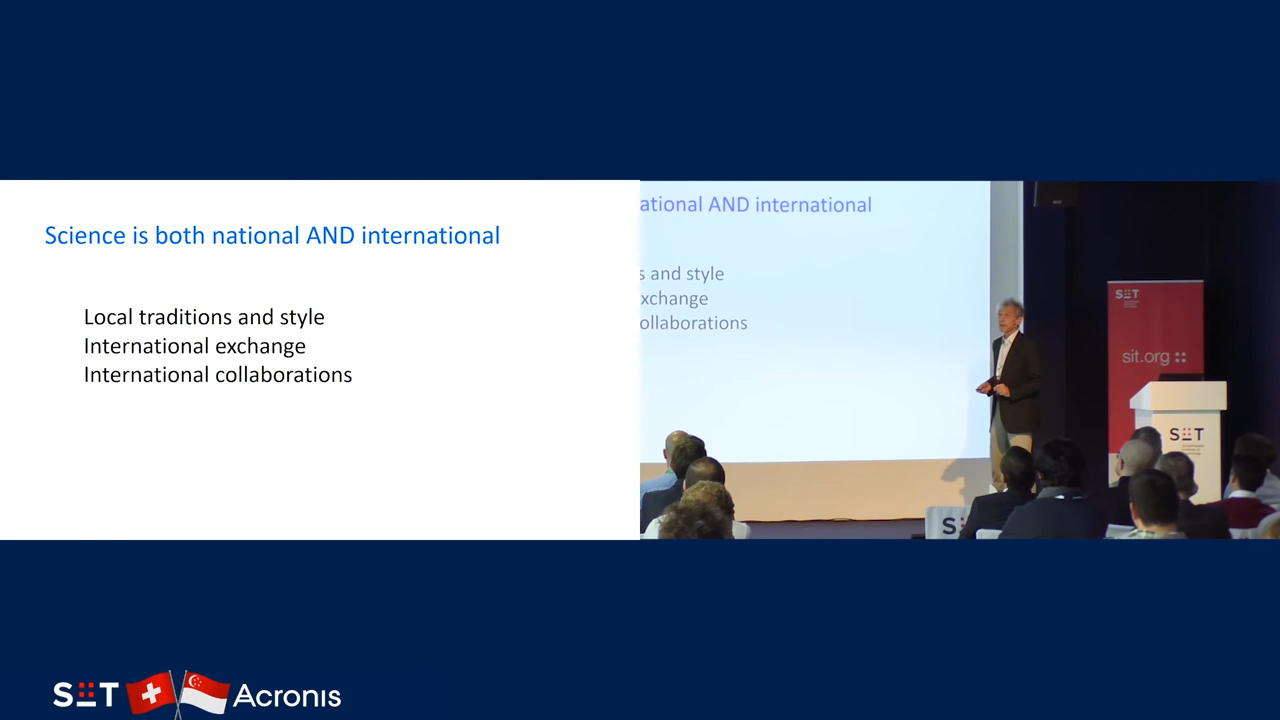 Science is both national AND international
Local traditions and style
International exchange
International collaborations
ational AND international
s and style
xchange
ollaborations
SIT
sit.org
SIT
S
SIT
Acronis